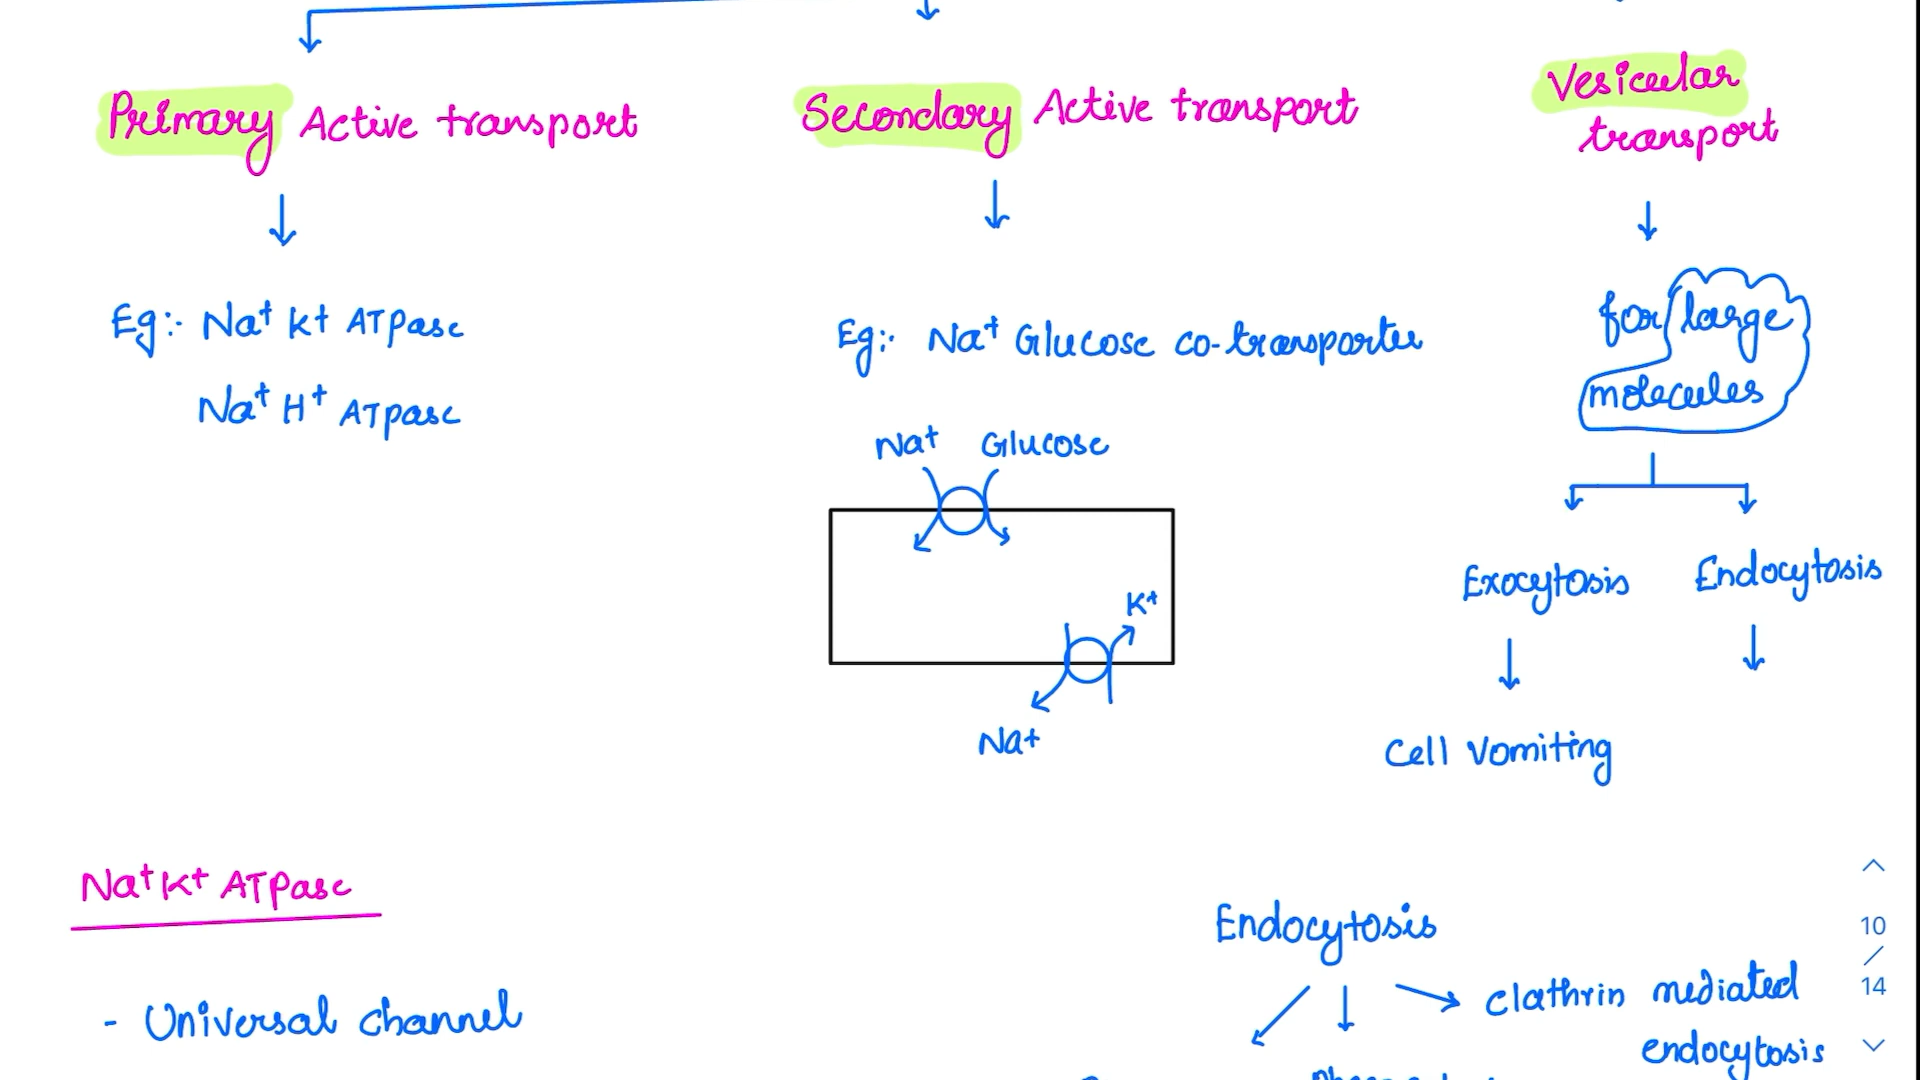 Primary Active transport
Eg:- Na+ K+ ATPase
Na+ H+ ATPase
Secondary Active transport
Eg:- Na+ Glucose co-transporter
Na+ Glucose
K+
Na+
Vesicular
transport
for large
molecules
Exocytosis Endocytosis
Cell vomiting
Na+ K+ ATPase
- Universal channel
Endocytosis
clathrin mediated
endocytosis
10
/
14